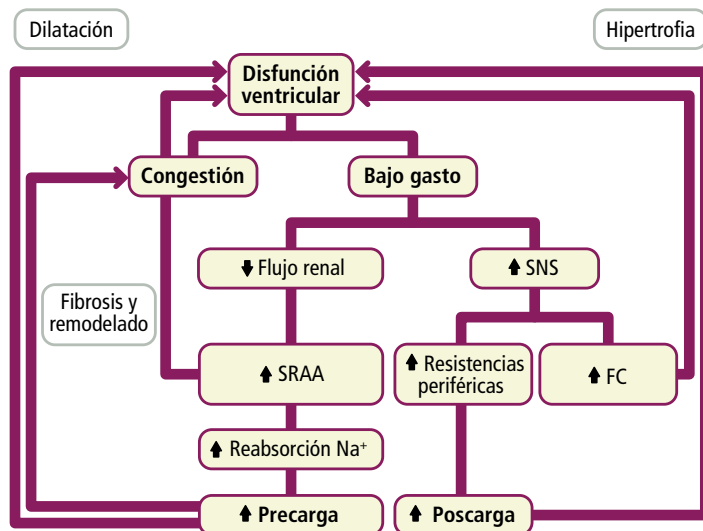 Dilatación
Hipertrofia
Disfunción
ventricular
Congestión
Bajo gasto
Flujo renal
SNS
Fibrosis y
remodelado
SRAA
Resistencias
periféricas
FC
Reabsorción Na⁺
Precarga
Poscarga